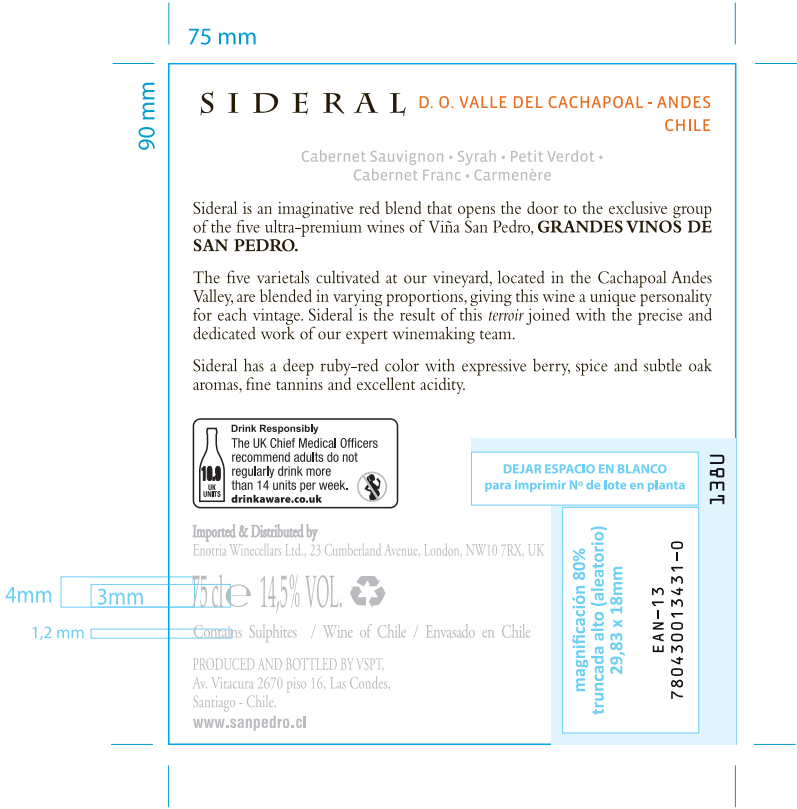 75 mm
90 mm
SIDERAL D. O. VALLE DEL CACHAPOAL - ANDES
CHILE
Cabernet Sauvignon • Syrah • Petit Verdot •
Cabernet Franc • Carmenère
Sideral is an imaginative red blend that opens the door to the exclusive group
of the five ultra-premium wines of Viña San Pedro, GRANDES VINOS DE
SAN PEDRO.
The five varietals cultivated at our vineyard, located in the Cachapoal Andes
Valley, are blended in varying proportions, giving this wine a unique personality
for each vintage. Sideral is the result of this terroir joined with the precise and
dedicated work of our expert winemaking team.
Sideral has a deep ruby-red color with expressive berry, spice and subtle oak
aromas, fine tannins and excellent acidity.
10.9
UK
UNITS
Drink Responsibly
The UK Chief Medical Officers
recommend adults do not
regularly drink more
than 14 units per week.
drinkaware.co.uk
DEJAR ESPACIO EN BLANCO
para imprimir Nº de lote en planta
Imported & Distributed by
Enotria Winecellars Ltd., 23 Cumberland Avenue, London, NW10 7RX, UK
4mm
3mm
75 cl e 14,5% VOL.
1,2 mm
Contains Sulphites / Wine of Chile / Envasado en Chile
PRODUCED AND BOTTLED BY VSPT,
Av. Vitacura 2670 piso 16, Las Condes,
Santiago - Chile.
www.sanpedro.cl
magnificación 80%
truncada alto (aleatorio)
29,83 x 18mm
EAN-13
7804300013431-0